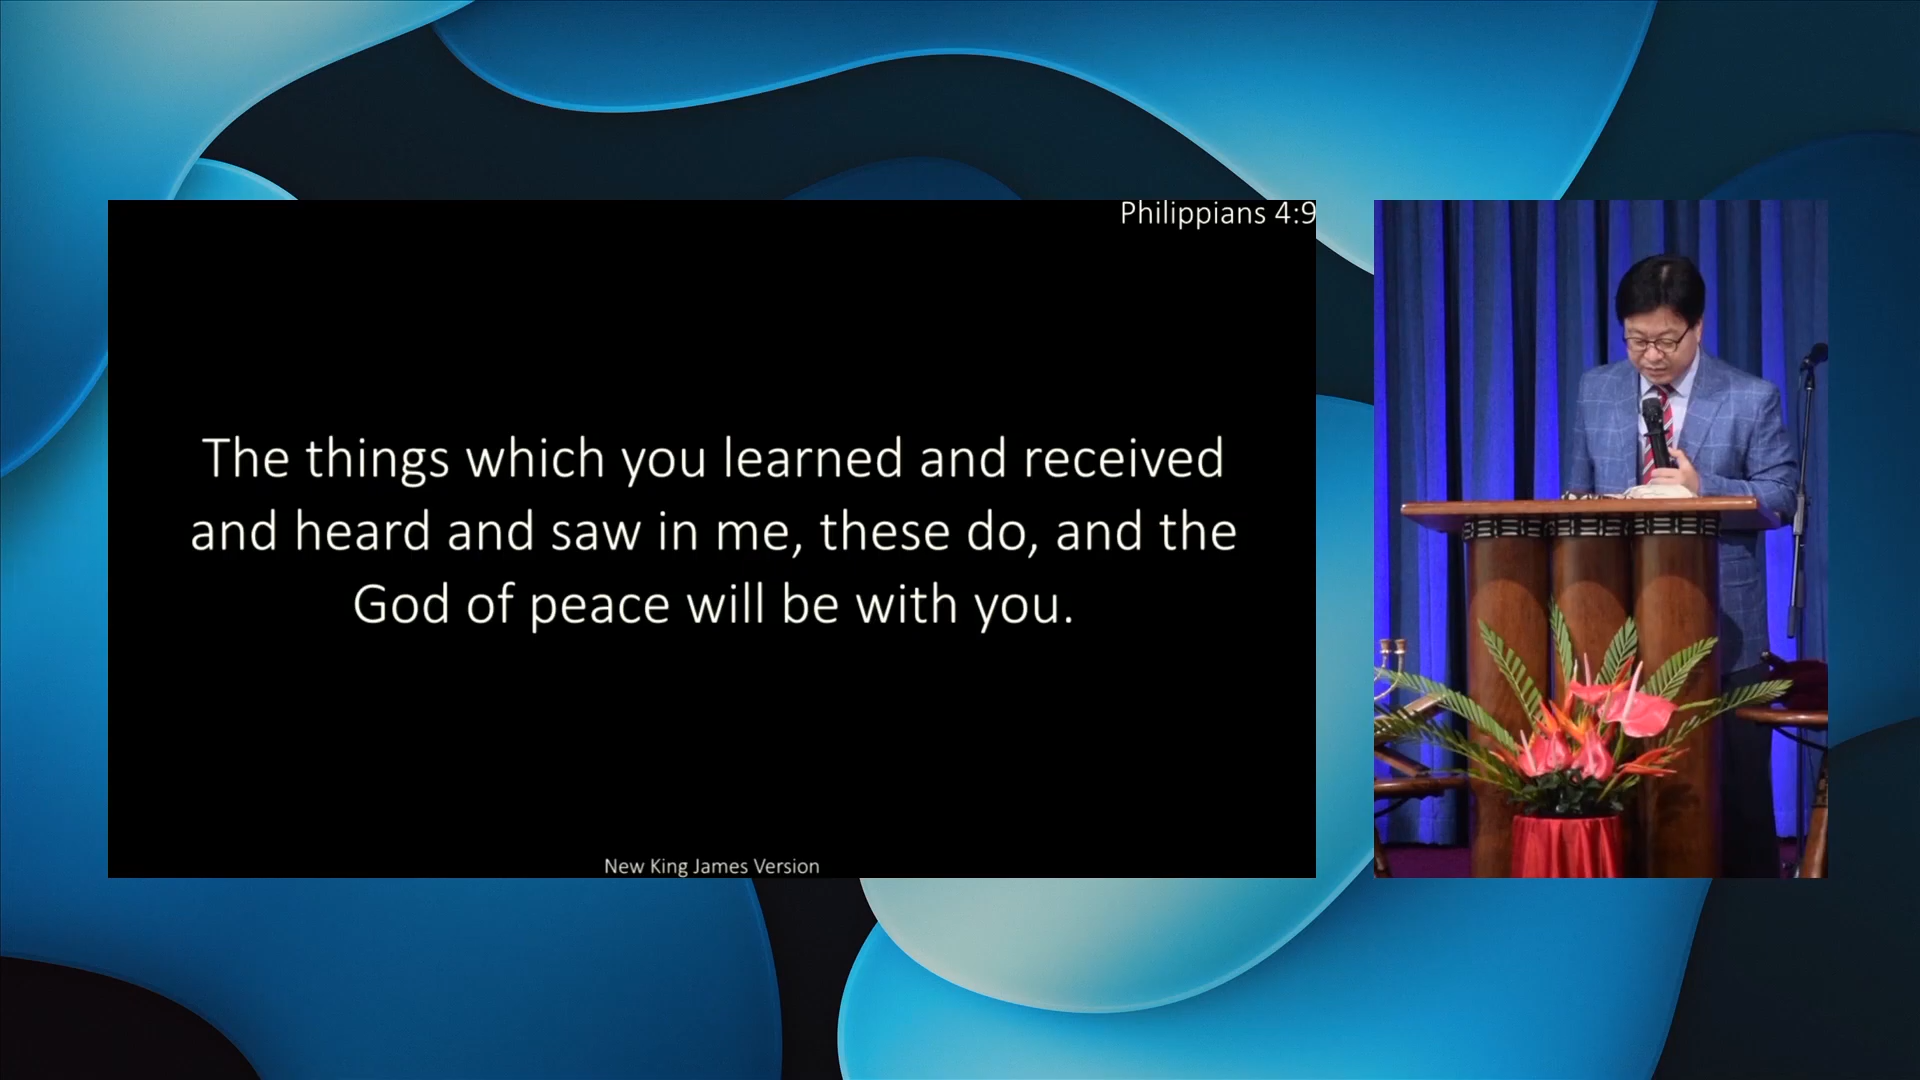 Philippians 4:9
The things which you learned and received
and heard and saw in me, these do, and the
God of peace will be with you.
New King James Version